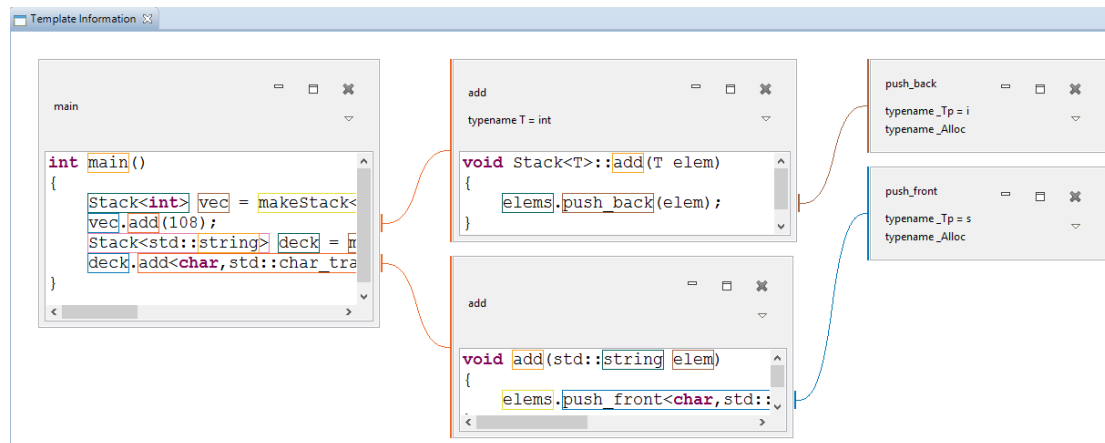 Template Information
main
int main()
{
Stack<int> vec = makeStack<
vec.add(108);
Stack<std::string> deck = m
deck.add<char,std::char_tra
}
add
typename T = int
void Stack<T>::add(T elem)
{
elems.push_back(elem);
}
add
void add(std::string elem)
{
elems.push_front<char,std::
push_back
typename _Tp = i
typename _Alloc
push_front
typename _Tp = s
typename _Alloc